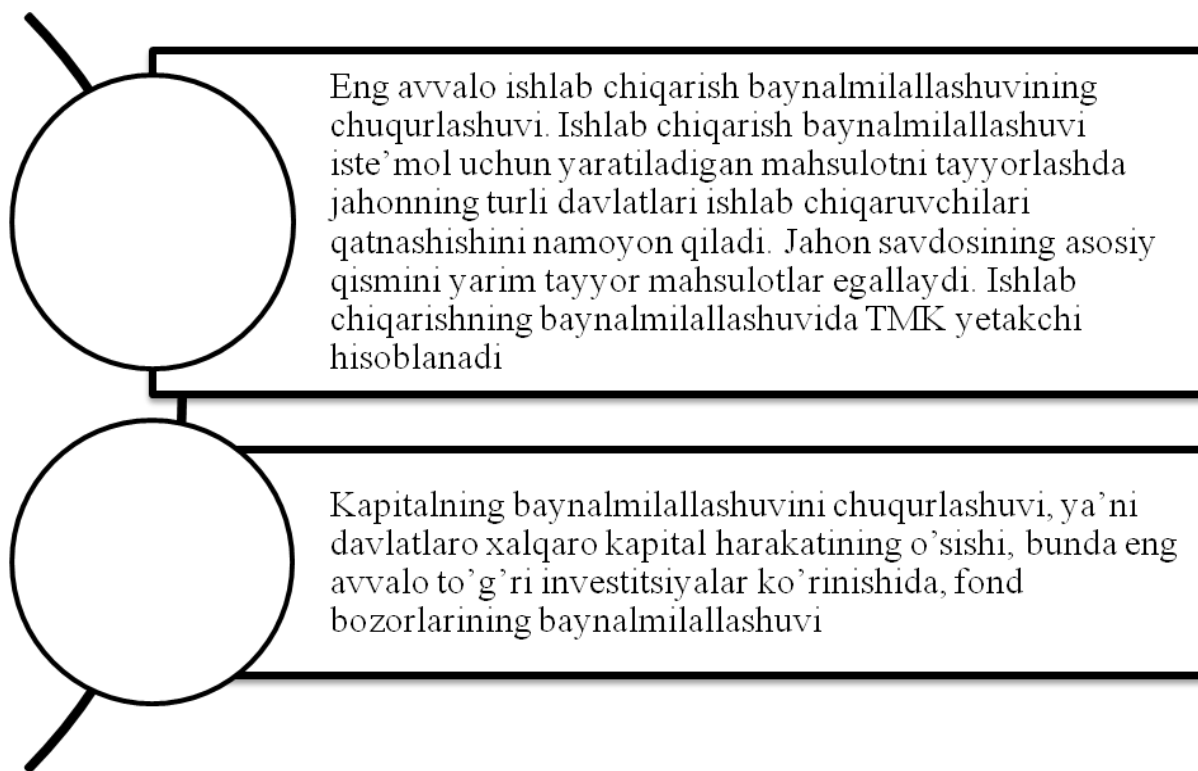 Eng avvalo ishlab chiqarish baynalmilallashuvining
chuqurlashuvi. Ishlab chiqarish baynalmilallashuvi
iste’mol uchun yaratiladigan mahsulotni tayyorlashda
jahonning turli davlatlari ishlab chiqaruvchilari
qatnashishini namoyon qiladi. Jahon savdosining asosiy
qismini yarim tayyor mahsulotlar egallaydi. Ishlab
chiqarishning baynalmilallashuvida TMK yetakchi
hisoblanadi
Kapitalning baynalmilallashuvini chuqurlashuvi, ya’ni
davlatlaro xalqaro kapital harakatining o’sishi, bunda eng
avvalo to’g’ri investitsiyalar ko’rinishida, fond
bozorlarining baynalmilallashuvi